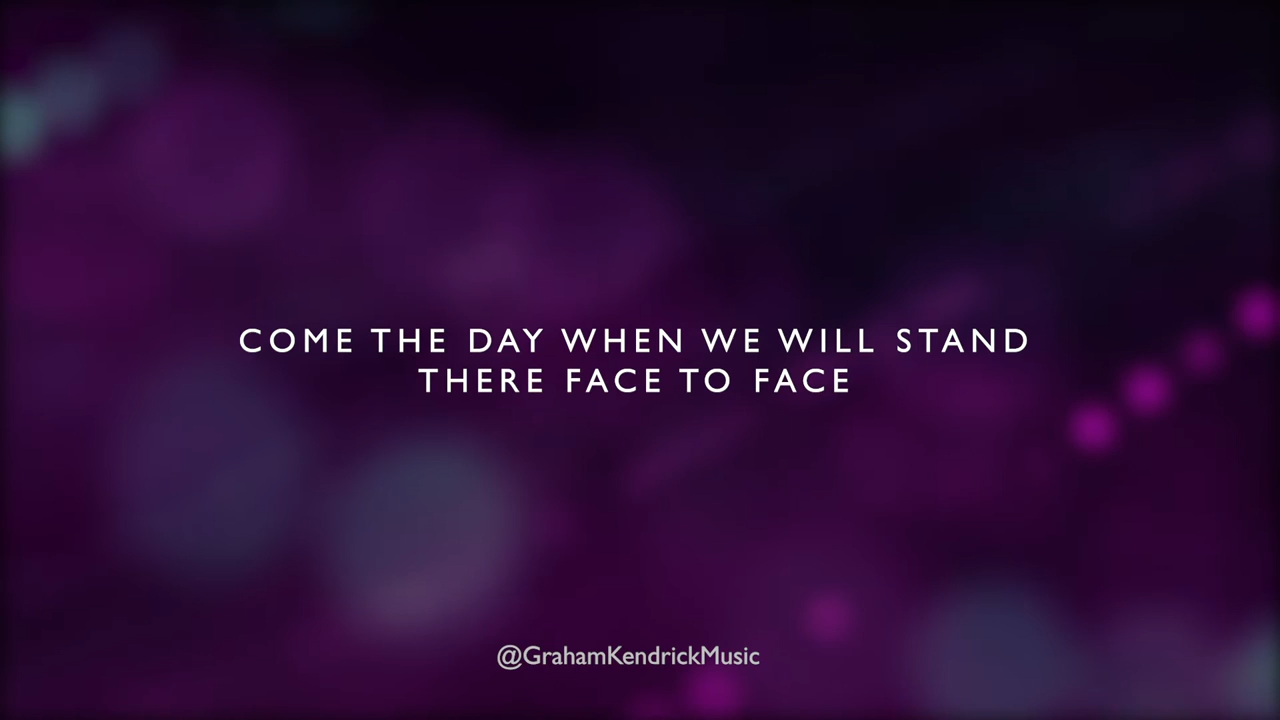 COME THE DAY WHEN WE WILL STAND
THERE FACE TO FACE
@GrahamKendrickMusic